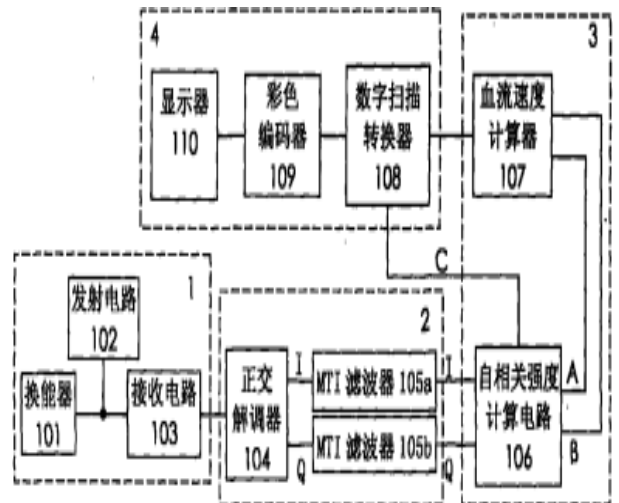 4
显示器
110
彩色
编码器
109
数字扫描
转换器
108
3
血流速度
计算器
107
C
1
发射电路
102
换能器
101
接收电路
103
2
正交
解调器
104
I
MTI 滤波器 105a
I
Q
MTI 滤波器 105b
Q
自相关强度
计算电路
106
A
B